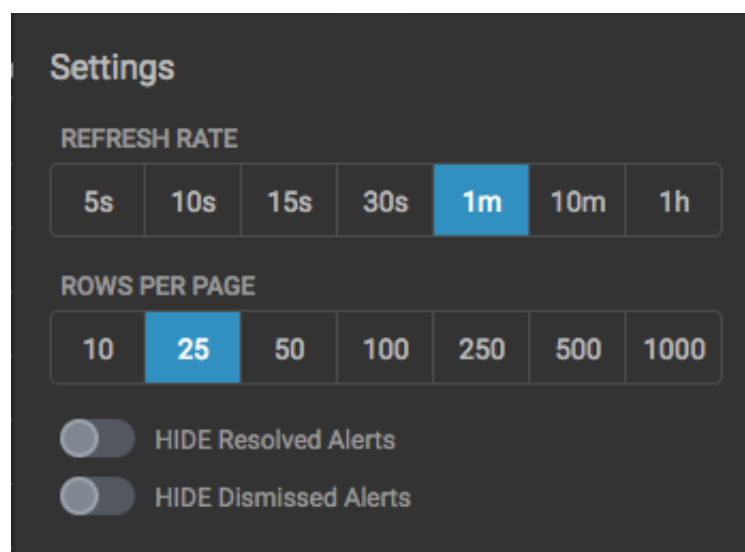 Settings
REFRESH RATE
5s 10s 15s 30s 1m 10m 1h
ROWS PER PAGE
10 25 50 100 250 500 1000
HIDE Resolved Alerts
HIDE Dismissed Alerts